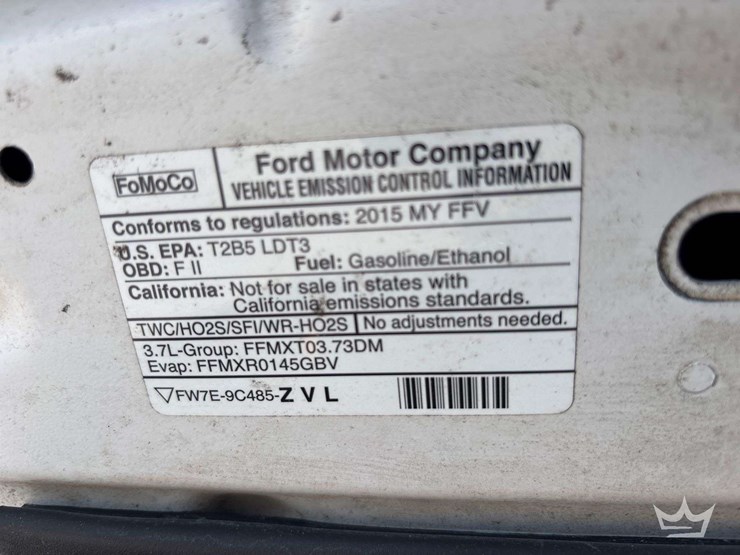 FoMoCo
Ford Motor Company
VEHICLE EMISSION CONTROL INFORMATION
Conforms to regulations: 2015 MY FFV
U.S. EPA: T2B5 LDT3
OBD: F II Fuel: Gasoline/Ethanol
California: Not for sale in states with
California emissions standards.
TWC/HO2S/SFI/WR-HO2S No adjustments needed.
3.7L-Group: FFMXT03.73DM
Evap: FFMXR0145GBV
FW7E-9C485-Z V L